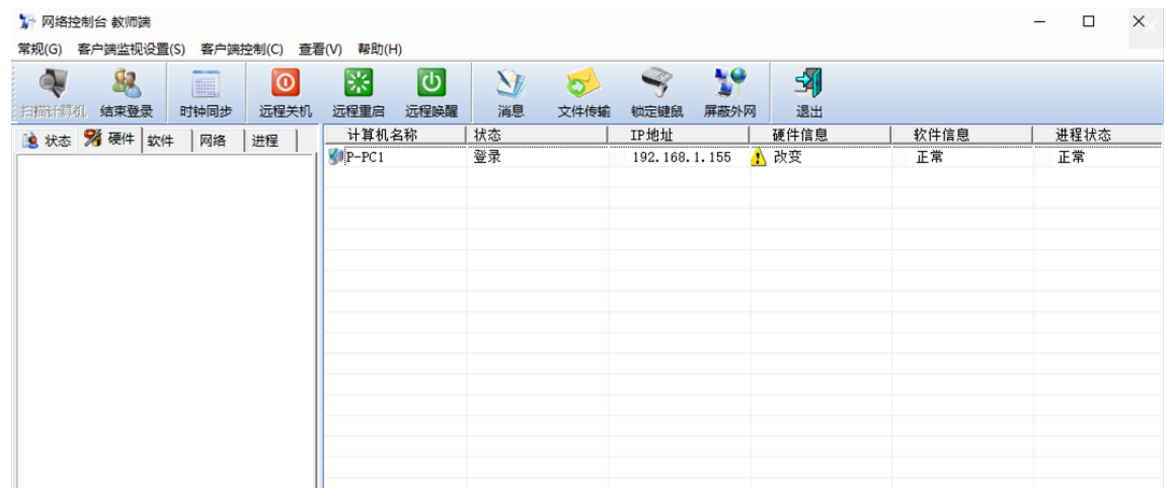 网络控制台 教师端
常规(G) 客户端监视设置(S) 客户端控制(C) 查看(V) 帮助(H)
扫描计算机 结束登录 时钟同步 远程关机 远程重启 远程唤醒 消息 文件传输 锁定键鼠 屏蔽外网 退出
状态 硬件 软件 网络 进程 计算机名称 状态 IP地址 硬件信息 软件信息 进程状态
P-PC1 登录 192.168.1.155 改变 正常 正常